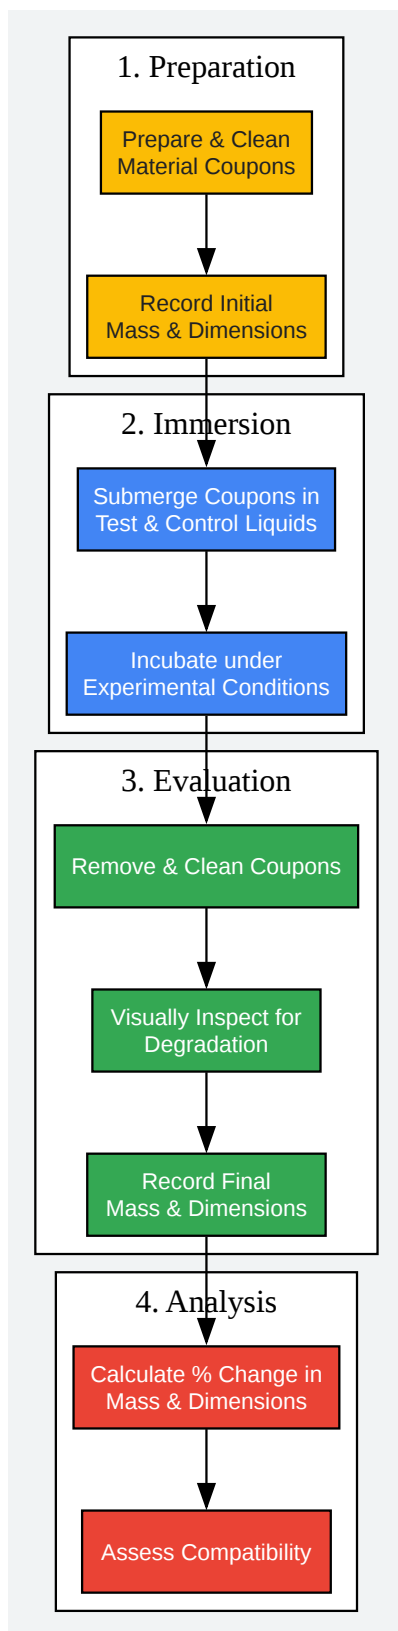 1. Preparation
Prepare & Clean
Material Coupons
Record Initial
Mass & Dimensions
2. Immersion
Submerge Coupons in
Test & Control Liquids
Incubate under
Experimental Conditions
3. Evaluation
Remove & Clean Coupons
Visually Inspect for
Degradation
Record Final
Mass & Dimensions
4. Analysis
Calculate % Change in
Mass & Dimensions
Assess Compatibility